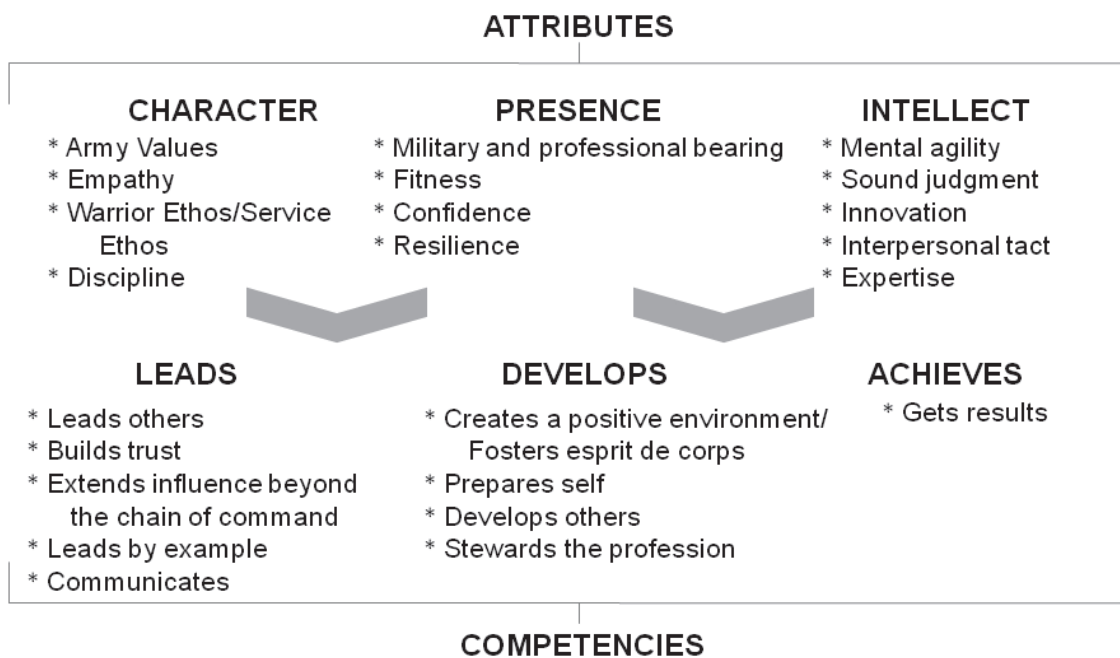 ATTRIBUTES
CHARACTER
* Army Values
* Empathy
* Warrior Ethos/Service
Ethos
* Discipline
PRESENCE
* Military and professional bearing
* Fitness
* Confidence
* Resilience
INTELLECT
* Mental agility
* Sound judgment
* Innovation
* Interpersonal tact
* Expertise
LEADS
* Leads others
* Builds trust
* Extends influence beyond
the chain of command
* Leads by example
* Communicates
DEVELOPS
* Creates a positive environment/
Fosters esprit de corps
* Prepares self
* Develops others
* Stewards the profession
ACHIEVES
* Gets results
COMPETENCIES